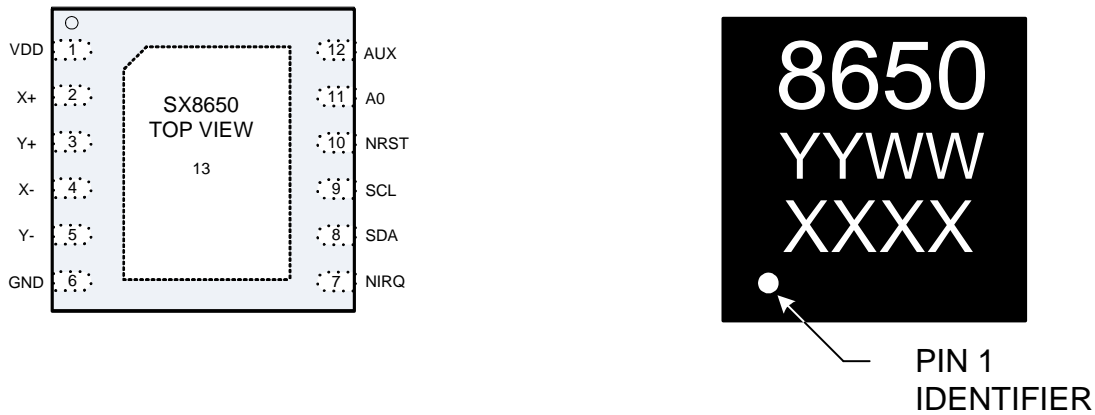 VDD 1 12 AUX
X+ 2 11 A0
Y+ 3 10 NRST
X- 4 9 SCL
Y- 5 8 SDA
GND 6 7 NIRQ
SX8650
TOP VIEW
13
8650
YYWW
XXXX
PIN 1
IDENTIFIER